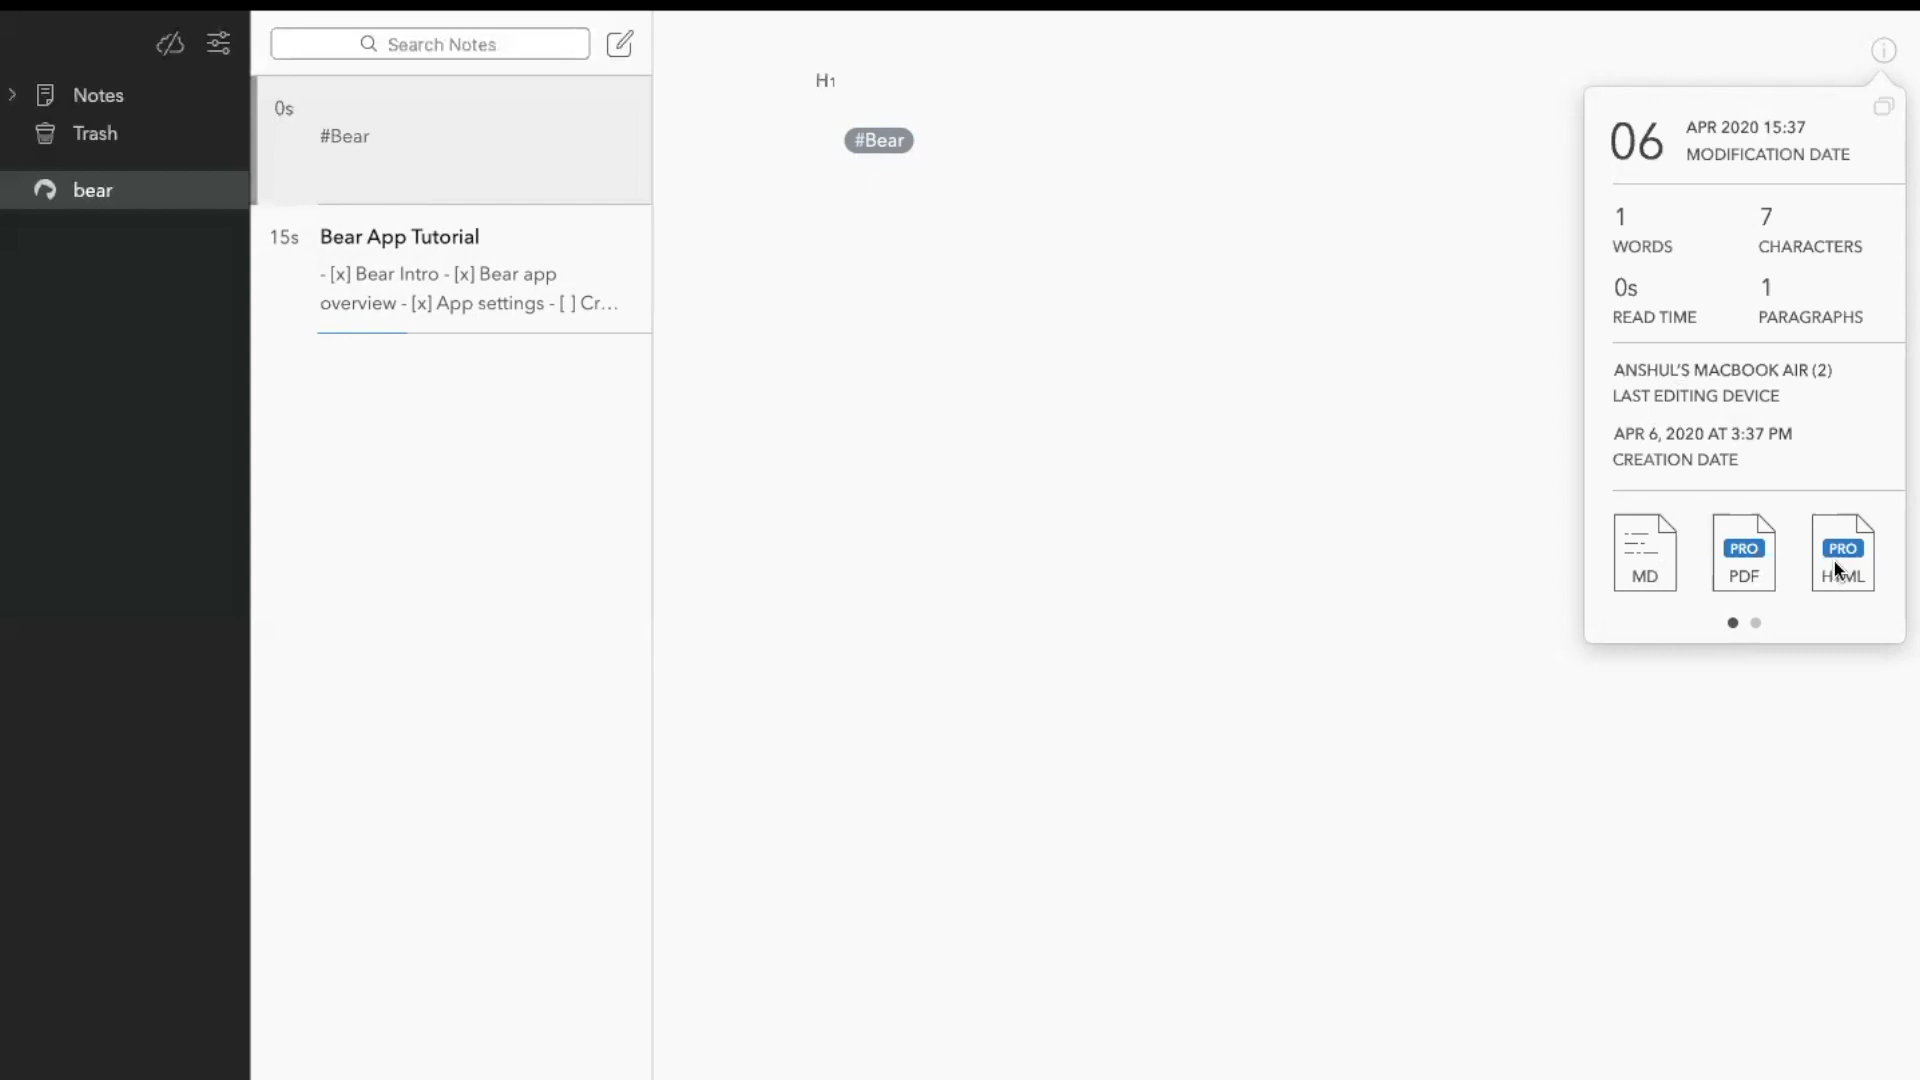 Notes
Trash
bear
Search Notes
0s
#Bear
15s
Bear App Tutorial
- [x] Bear Intro - [x] Bear app
overview - [x] App settings - [ ] Cr...
H1
#Bear
06
APR 2020 15:37
MODIFICATION DATE
1
7
WORDS
CHARACTERS
0s
1
READ TIME
PARAGRAPHS
ANSHUL'S MACBOOK AIR (2)
LAST EDITING DEVICE
APR 6, 2020 AT 3:37 PM
CREATION DATE
PRO
PRO
MD
PDF
HTML